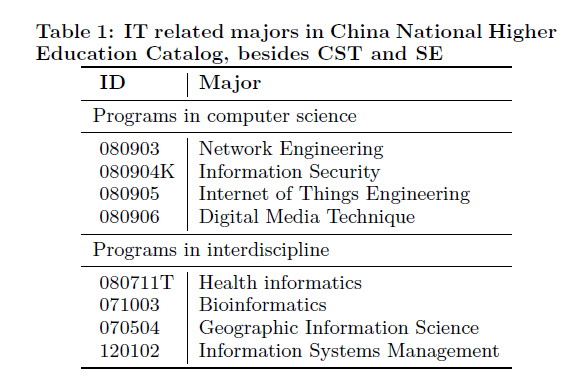 Table 1: IT related majors in China National Higher
Education Catalog, besides CST and SE
ID Major
Programs in computer science
080903 Network Engineering
080904K Information Security
080905 Internet of Things Engineering
080906 Digital Media Technique
Programs in interdiscipline
080711T Health informatics
071003 Bioinformatics
070504 Geographic Information Science
120102 Information Systems Management